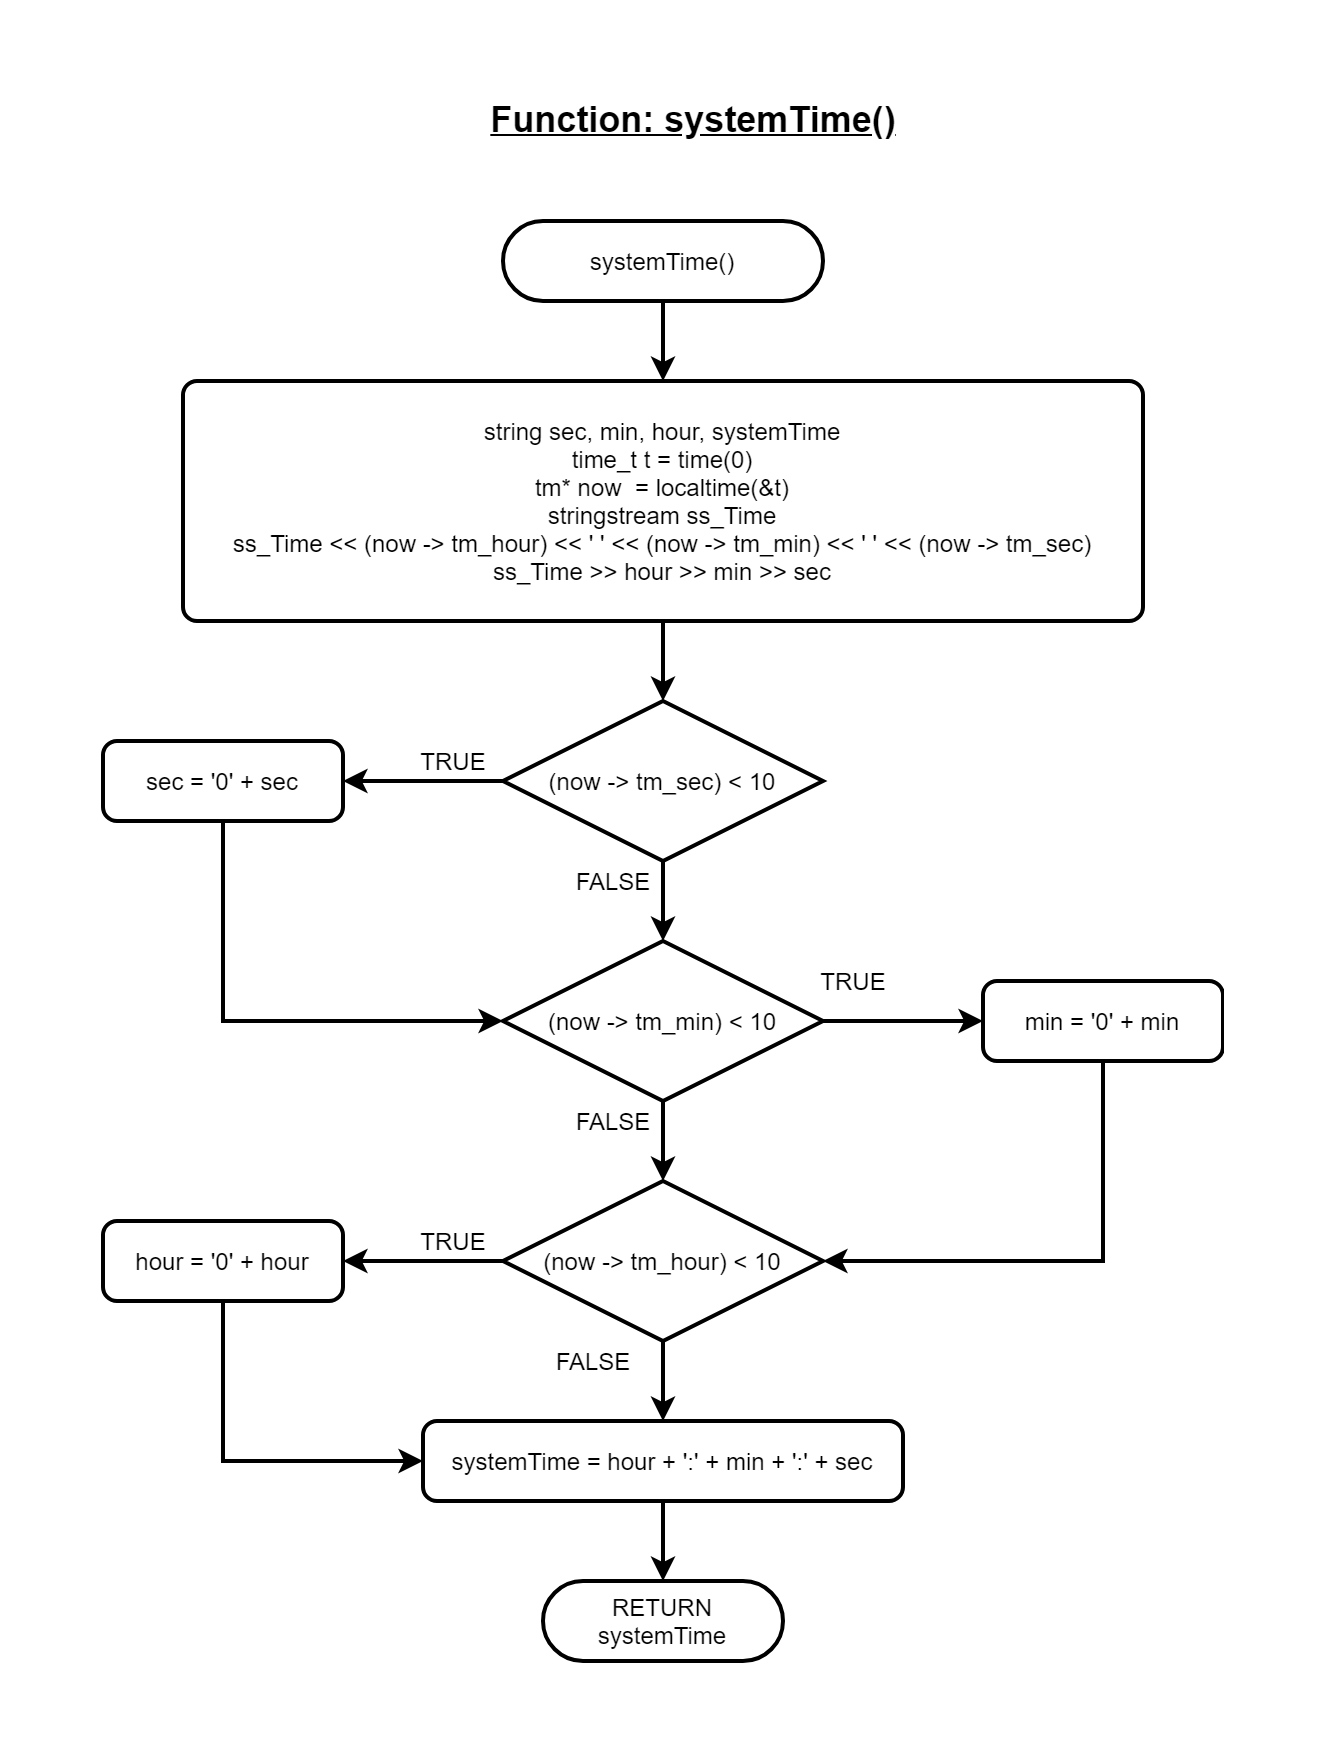 Function: systemTime()
systemTime()
string sec, min, hour, systemTime
time_t t = time(0)
tm* now  = localtime(&t)
stringstream ss_Time
ss_Time << (now -> tm_hour) << ' ' << (now -> tm_min) << ' ' << (now -> tm_sec)
ss_Time >> hour >> min >> sec
TRUE
sec = '0' + sec
(now -> tm_sec) < 10
FALSE
TRUE
(now -> tm_min) < 10
min = '0' + min
FALSE
TRUE
hour = '0' + hour
(now -> tm_hour) < 10
FALSE
systemTime = hour + ':' + min + ':' + sec
RETURN
systemTime